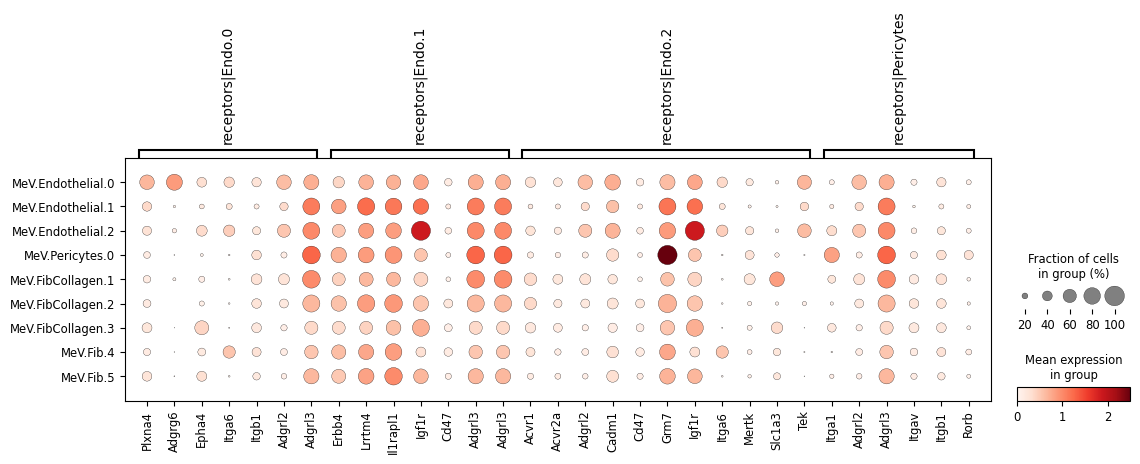 receptors|Endo.0
receptors|Endo.1
receptors|Endo.2
receptors|Pericytes
MeV.Endothelial.0
MeV.Endothelial.1
MeV.Endothelial.2
MeV.Pericytes.0
MeV.FibCollagen.1
MeV.FibCollagen.2
MeV.FibCollagen.3
MeV.Fib.4
MeV.Fib.5
Plxna4
Adgrg6
Epha4
Itga6
Itgb1
Adgrl2
Adgrl3
Erbb4
Lrrtm4
Il1rapl1
Igf1r
Cd47
Adgrl3
Adgrl3
Acvr1
Acvr2a
Adgrl2
Cadm1
Cd47
Grm7
Igf1r
Itga6
Mertk
Slc1a3
Tek
Itga1
Adgrl2
Adgrl3
Itgav
Itgb1
Rorb
Fraction of cells
in group (%)
20 40 60 80 100
Mean expression
in group
0 1 2